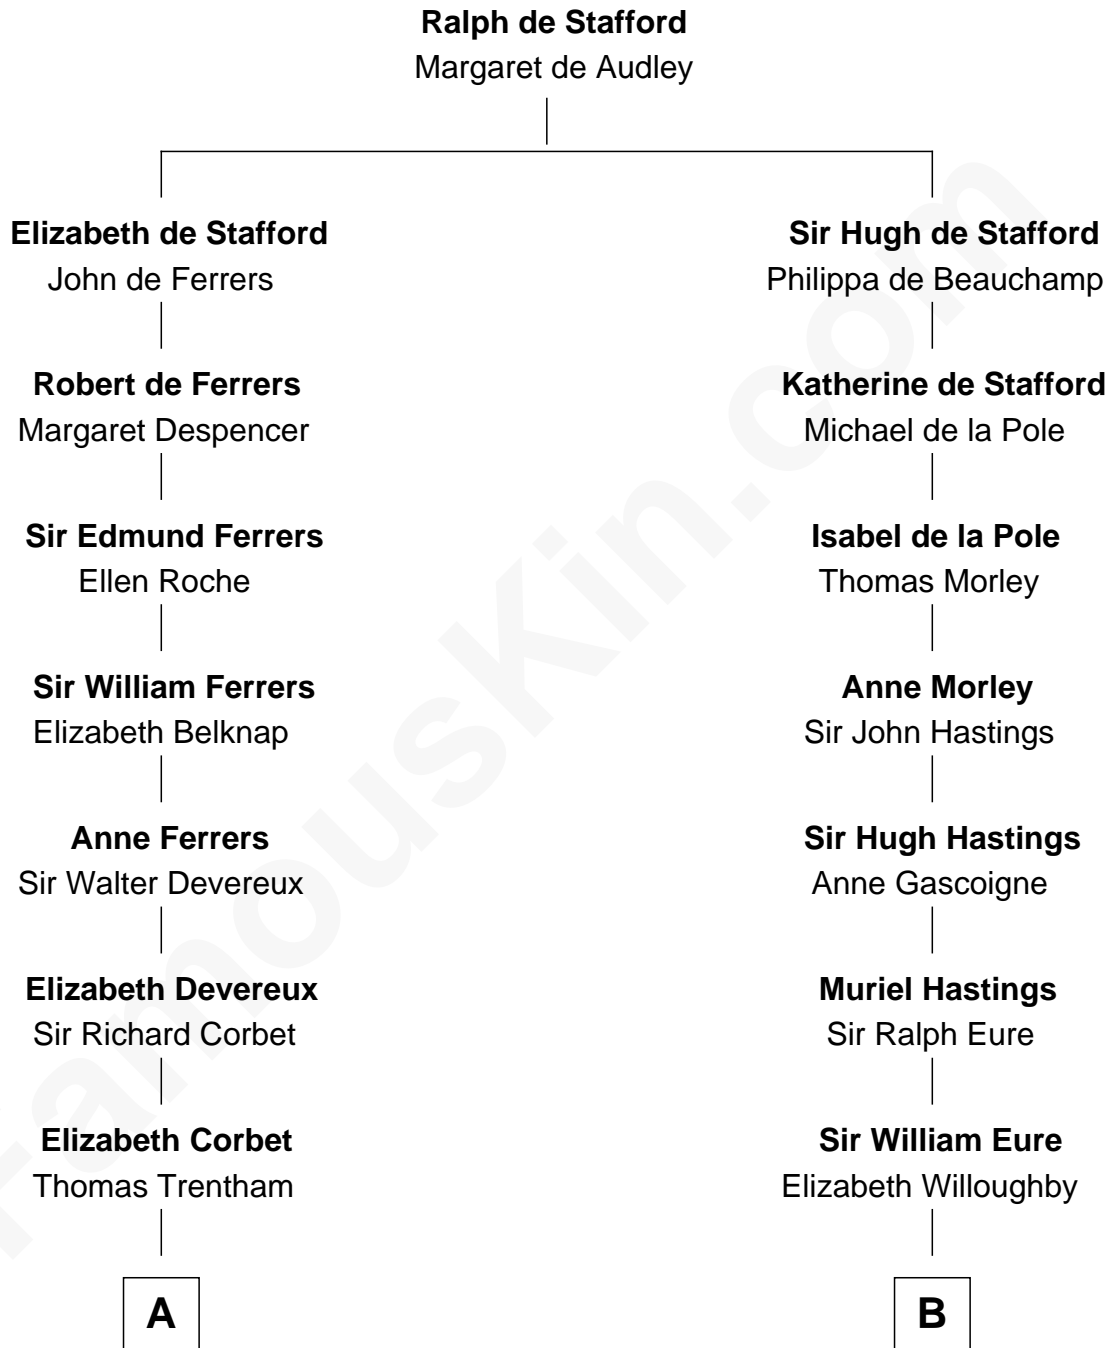 Ralph de Stafford
Margaret de Audley
Elizabeth de Stafford
John de Ferrers
Sir Hugh de Stafford
Philippa de Beauchamp
Robert de Ferrers
Margaret Despencer
Katherine de Stafford
Michael de la Pole
Sir Edmund Ferrers
Ellen Roche
Isabel de la Pole
Thomas Morley
Sir William Ferrers
Elizabeth Belknap
Anne Morley
Sir John Hastings
Anne Ferrers
Sir Walter Devereux
Sir Hugh Hastings
Anne Gascoigne
Elizabeth Devereux
Sir Richard Corbet
Muriel Hastings
Sir Ralph Eure
Elizabeth Corbet
Thomas Trentham
Sir William Eure
Elizabeth Willoughby
A
B
FamousKin.com